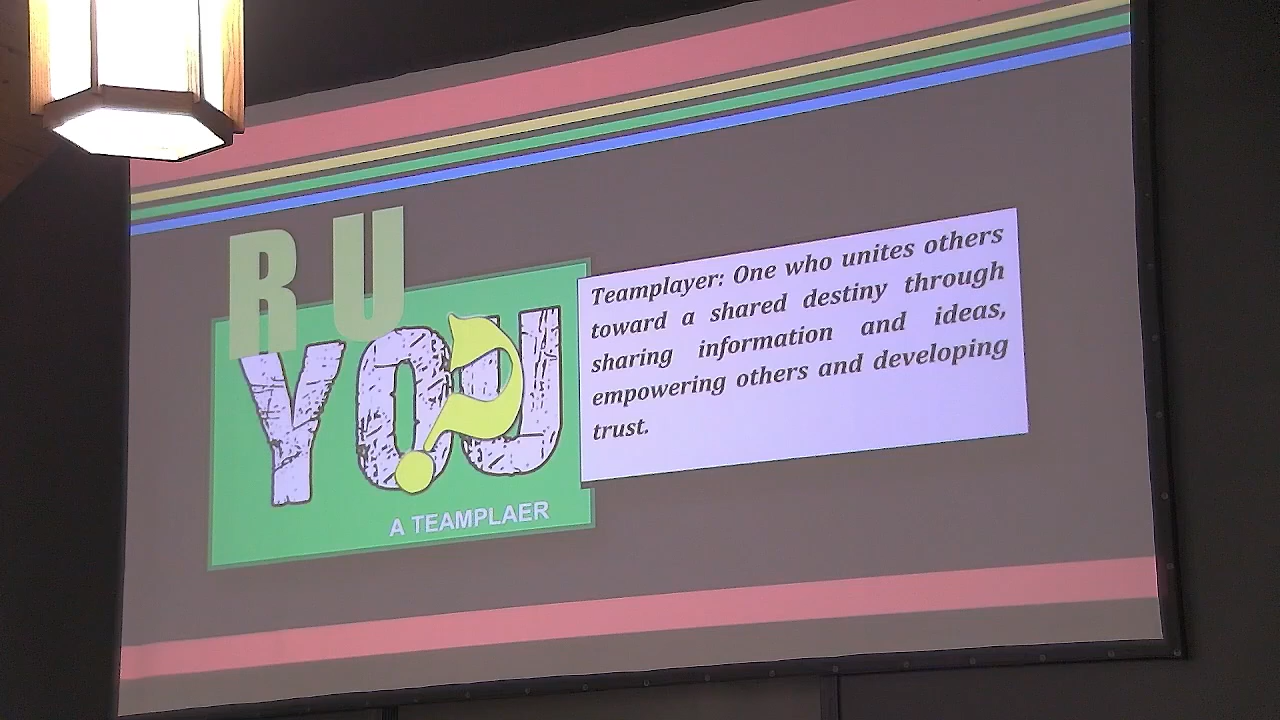 R U
YOU
?
A TEAMPLAER
Teamplayer: One who unites others
toward a shared destiny through
sharing information and ideas,
empowering others and developing
trust.